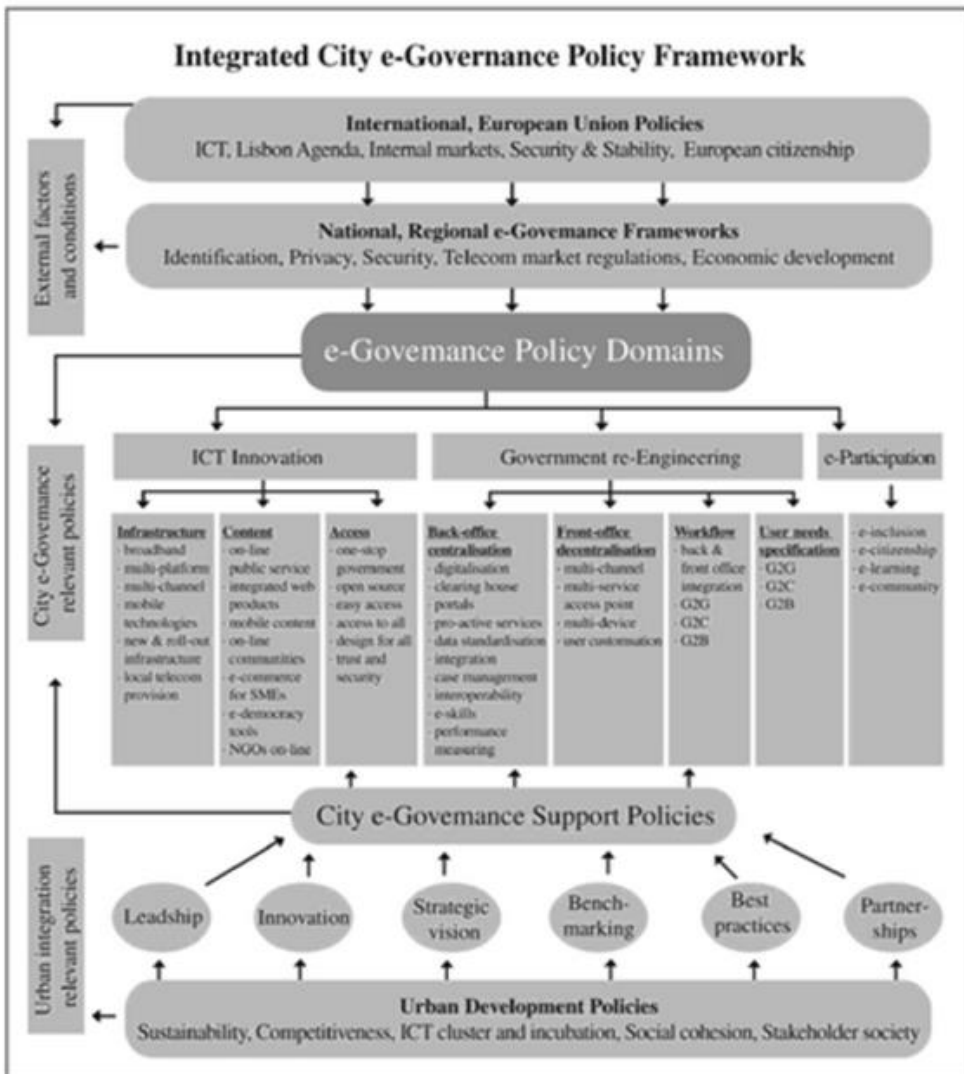 Integrated City e-Governance Policy Framework
International, European Union Policies
ICT, Lisbon Agenda, Internal markets, Security & Stability, European citizenship
External factors
and conditions
National, Regional e-Governance Frameworks
Identification, Privacy, Security, Telecom market regulations, Economic development
e-Governance Policy Domains
City e-Governance
relevant policies
ICT Innovation
Government re-Engineering
e-Participation
Infrastructure
· broadband
· multi-platform
· multi-channel
· mobile
technologies
· new & roll-out
infrastructure
· local telecom
provision
Content
· on-line
public service
· integrated web
products
· mobile content
· on-line
communities
· e-commerce
for SMEs
· e-democracy
tools
· NGOs on-line
Access
· one-stop
government
· open source
· easy access
· access to all
· design for all
· trust and
security
Back-office
centralisation
· digitalisation
· clearing house
portals
· pro-active services
· data standardisation
· integration
· case management
· interoperability
· e-skills
· performance
measuring
Front-office
decentralisation
· multi-channel
· multi-service
access point
· multi-device
· user customisation
Workflow
· back &
front office
integration
· G2G
· G2C
· G2B
User needs
specification
· G2G
· G2C
· G2B
· e-inclusion
· e-citizenship
· e-learning
· e-community
City e-Governance Support Policies
Urban integration
relevant policies
Leadship
Innovation
Strategic
vision
Bench-
marking
Best
practices
Partner-
ships
Urban Development Policies
Sustainability, Competitiveness, ICT cluster and incubation, Social cohesion, Stakeholder society